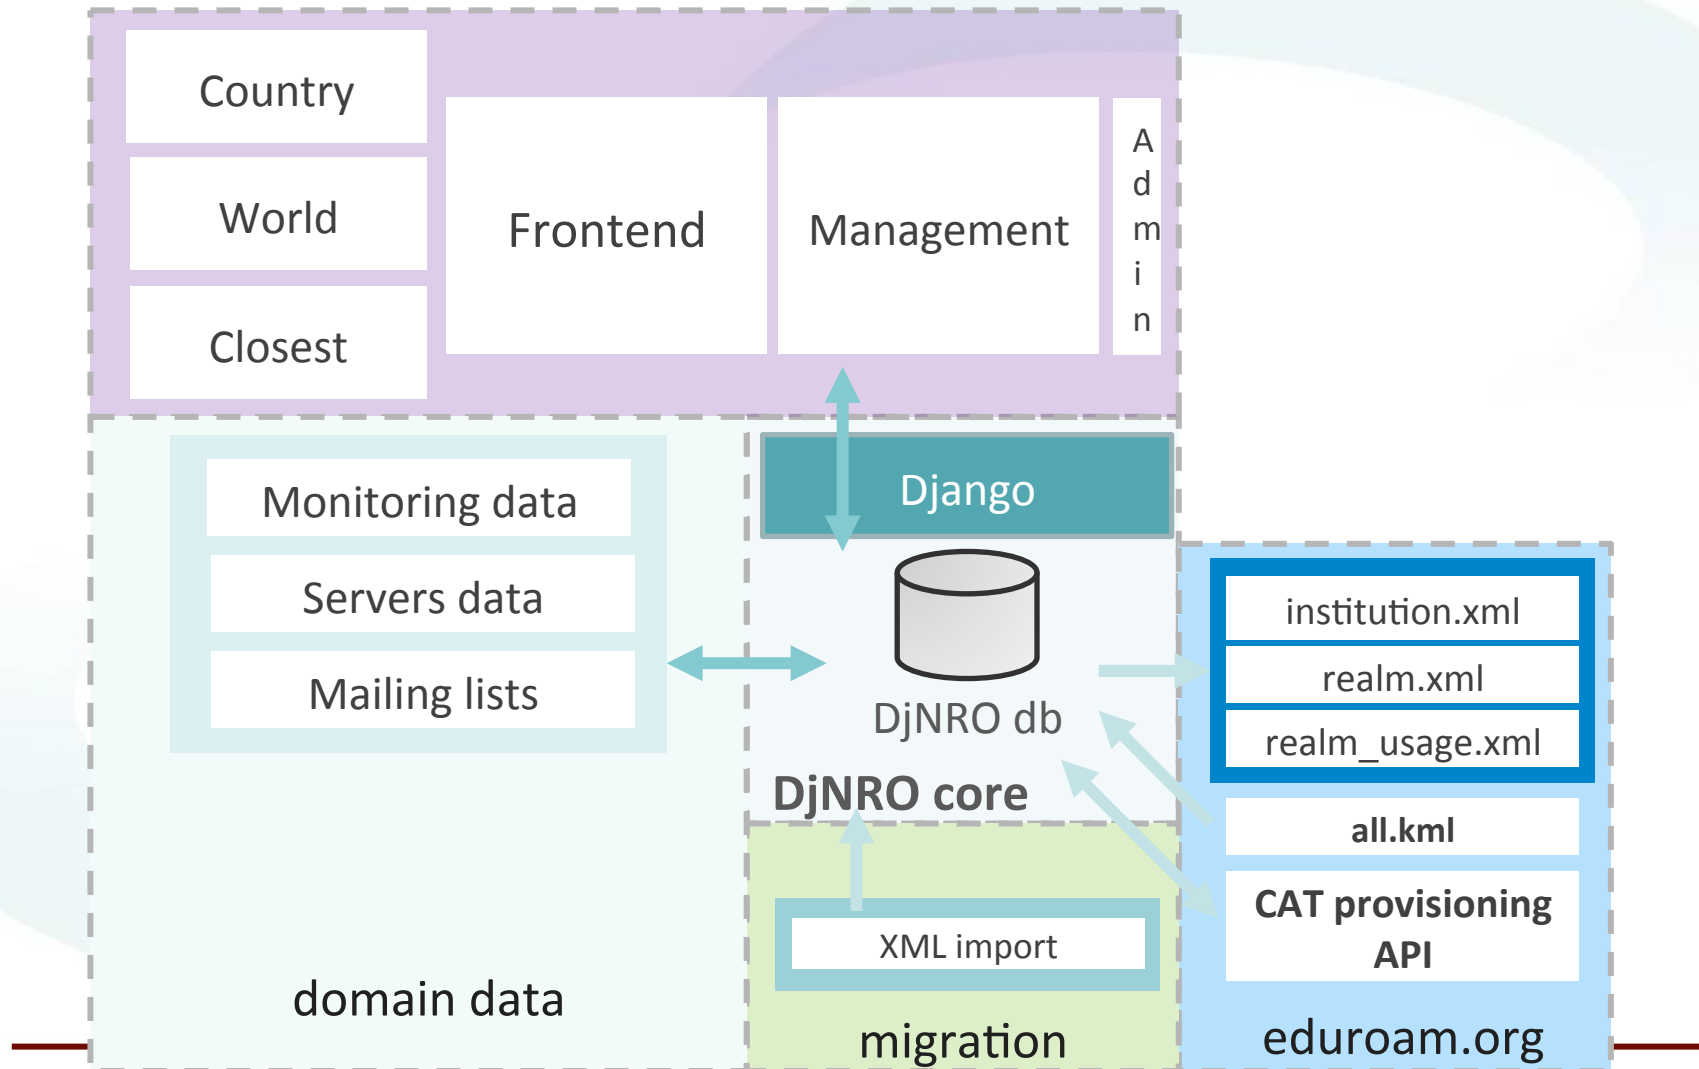 Country
World
Closest
Frontend
Management
Admin
Monitoring data
Servers data
Mailing lists
domain data
Django
DjNRO db
DjNRO core
XML import
migration
institution.xml
realm.xml
realm_usage.xml
all.kml
CAT provisioning
API
eduroam.org